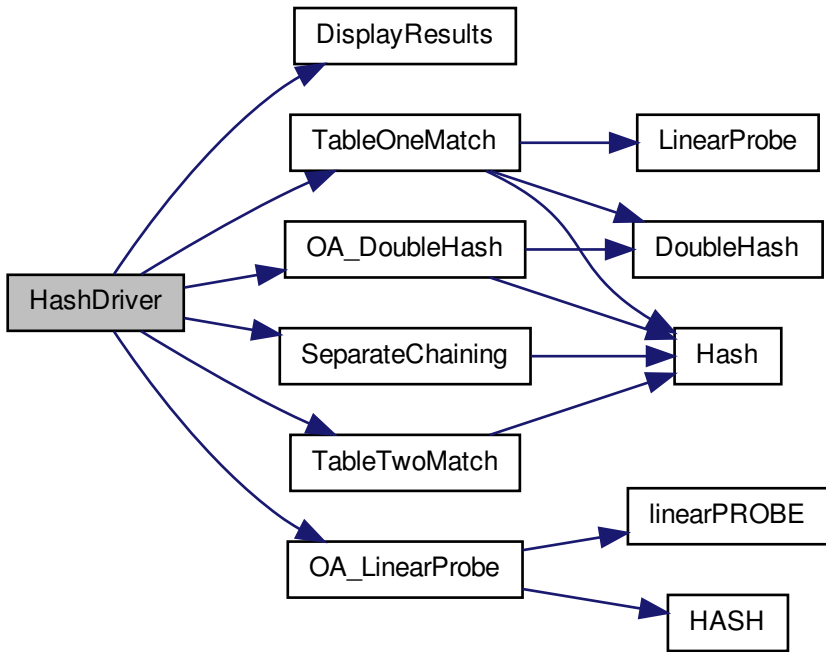 DisplayResults
TableOneMatch
LinearProbe
OA_DoubleHash
DoubleHash
HashDriver
SeparateChaining
Hash
TableTwoMatch
linearPROBE
OA_LinearProbe
HASH